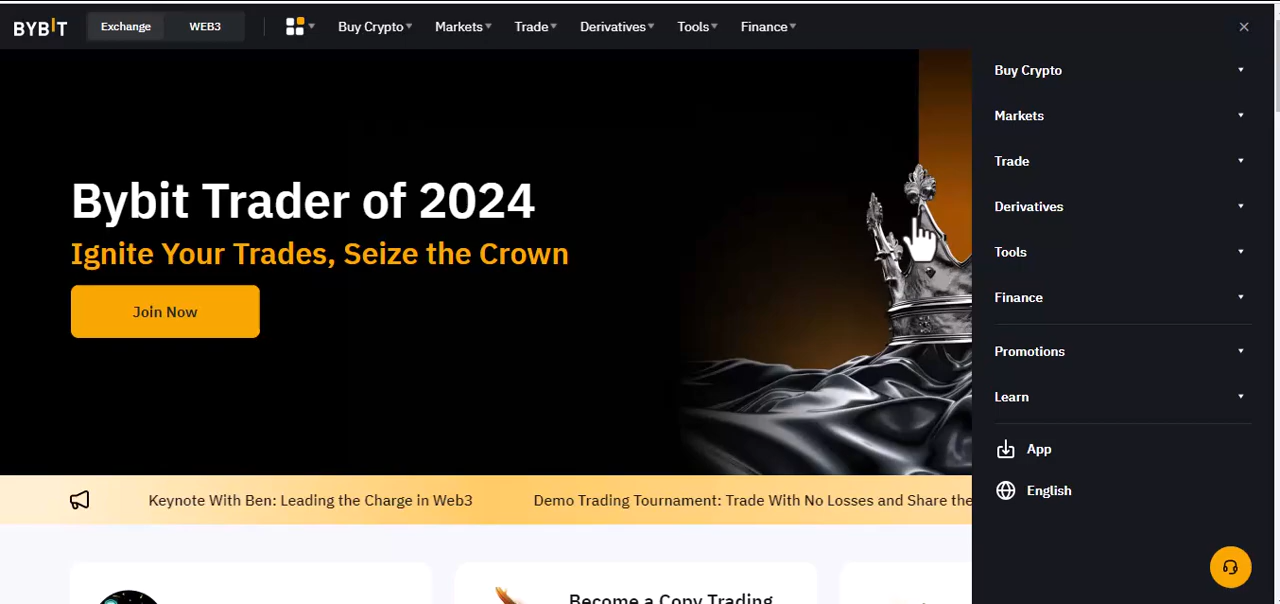 BYBIT Exchange WEB3 Buy Crypto Markets Trade Derivatives Tools Finance
Buy Crypto
Markets
Trade
Derivatives
Tools
Finance
Promotions
Learn
App
English
Bybit Trader of 2024
Ignite Your Trades, Seize the Crown
Join Now
Keynote With Ben: Leading the Charge in Web3 Demo Trading Tournament: Trade With No Losses and Share the
Become a Copy Trading